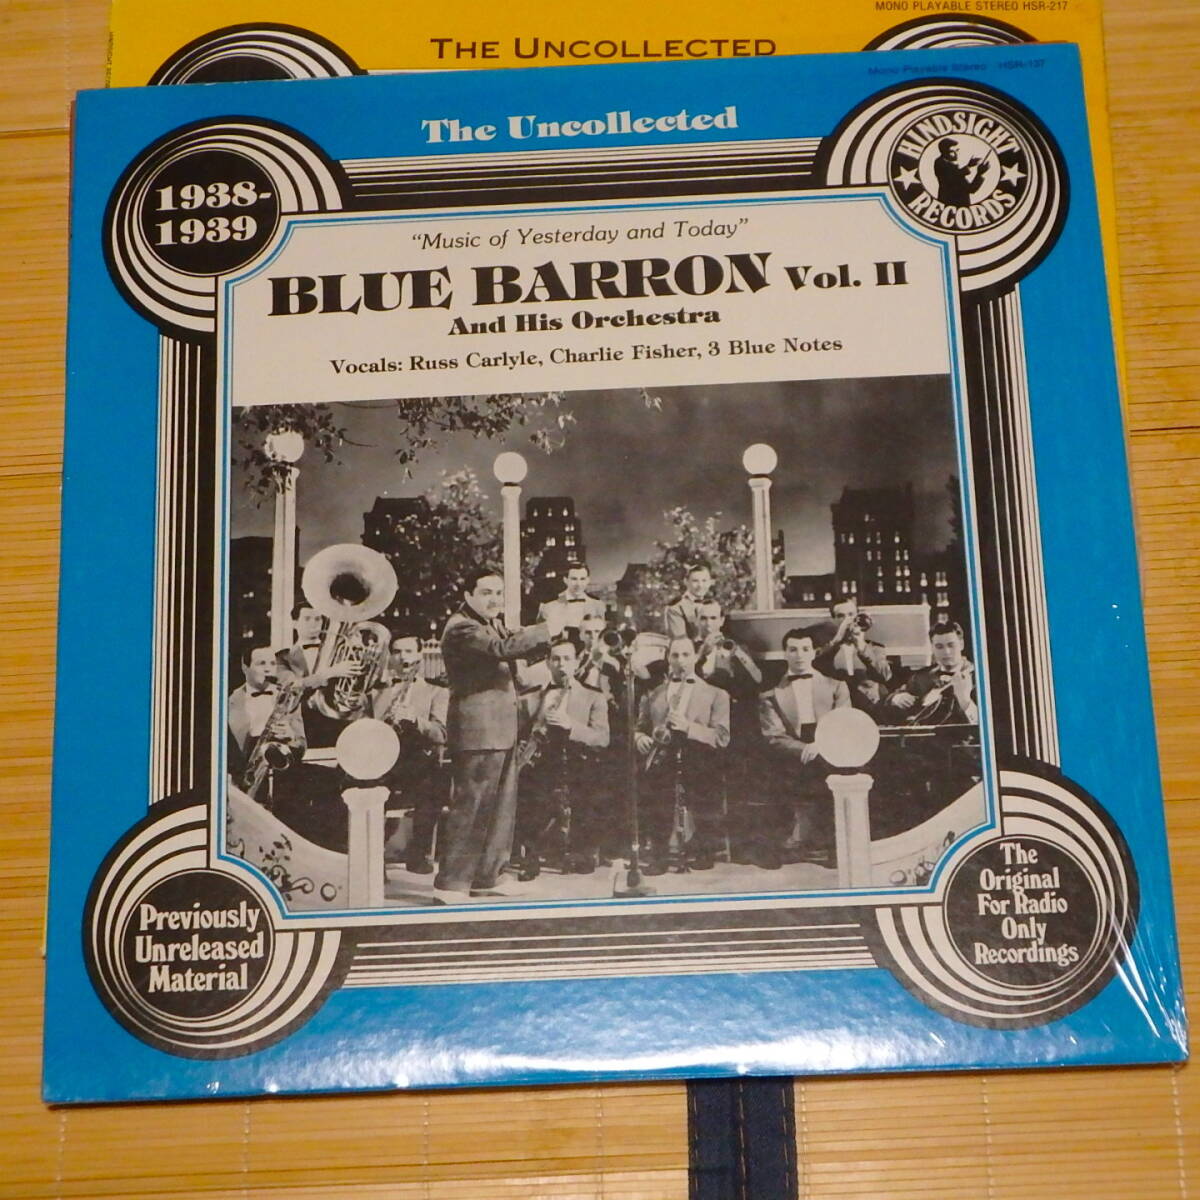 MONO PLAYABLE STEREO HSR-217
THE UNCOLLECTED
Mono Playable Stereo HSR-137
The Uncollected
1938-
1939
HINDSIGHT
RECORDS
"Music of Yesterday and Today"
BLUE BARRON Vol. II
And His Orchestra
Vocals: Russ Carlyle, Charlie Fisher, 3 Blue Notes
Previously
Unreleased
Material
The
Original
For Radio
Only
Recordings